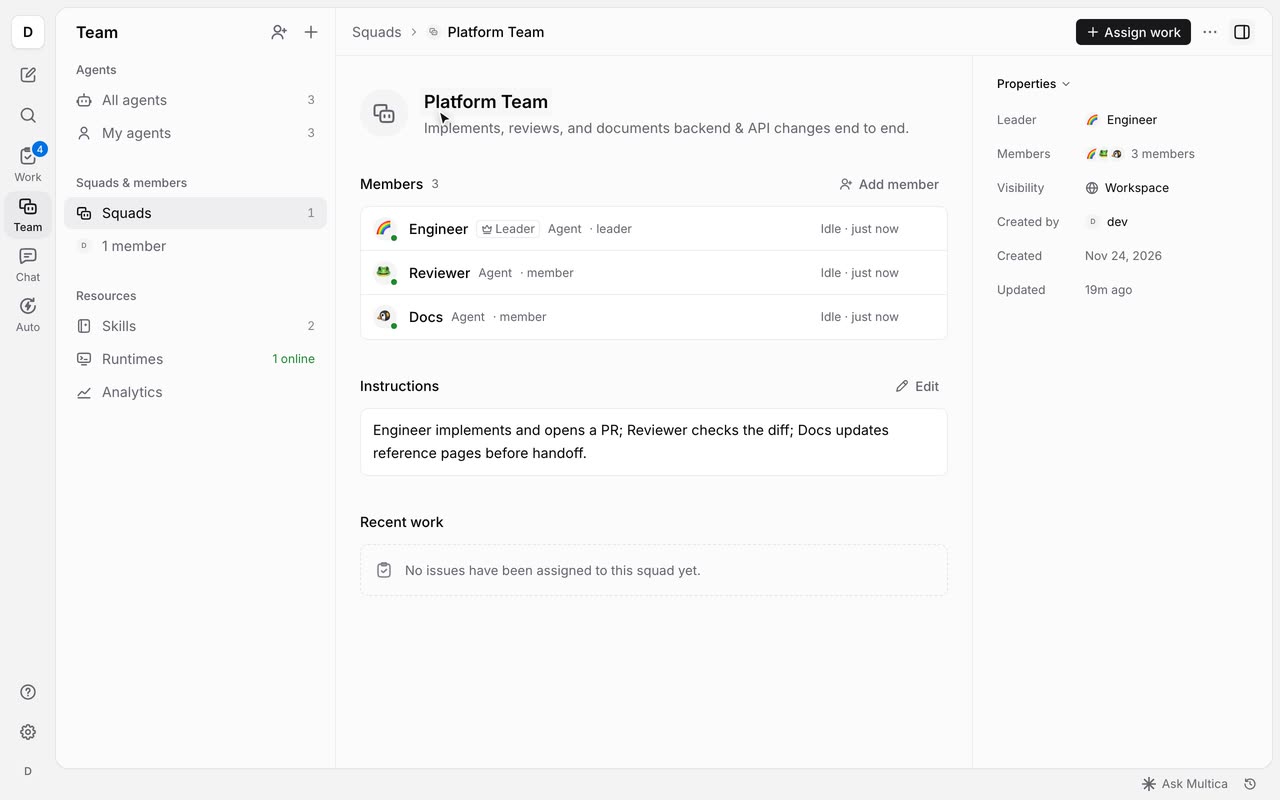 D
4
Work
Team
Chat
Auto
D
Team
Agents
All agents 3
My agents 3
Squads & members
Squads 1
D 1 member
Resources
Skills 2
Runtimes 1 online
Analytics
Squads > Platform Team
+ Assign work
Platform Team
Implements, reviews, and documents backend & API changes end to end.
Members 3
Add member
Engineer Leader Agent · leader Idle · just now
Reviewer Agent · member Idle · just now
Docs Agent · member Idle · just now
Instructions
Edit
Engineer implements and opens a PR; Reviewer checks the diff; Docs updates
reference pages before handoff.
Recent work
No issues have been assigned to this squad yet.
Properties
Leader Engineer
Members 3 members
Visibility Workspace
Created by D dev
Created Nov 24, 2026
Updated 19m ago
Ask Multica